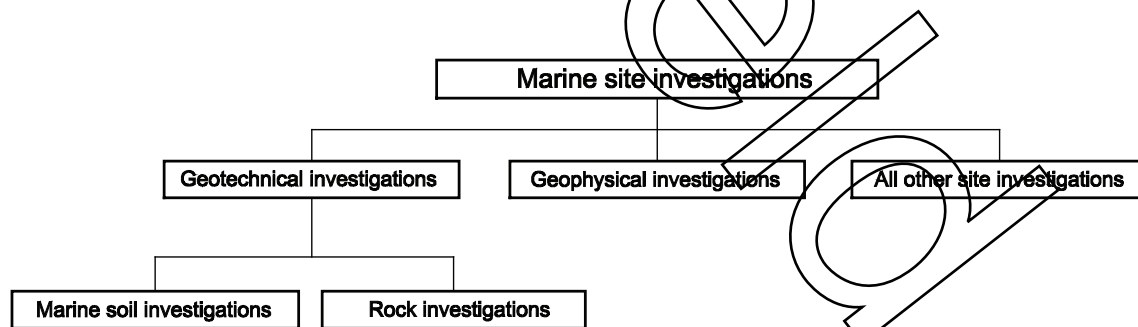 Marine site investigations
Geotechnical investigations
Geophysical investigations
All other site investigations
Marine soil investigations
Rock investigations